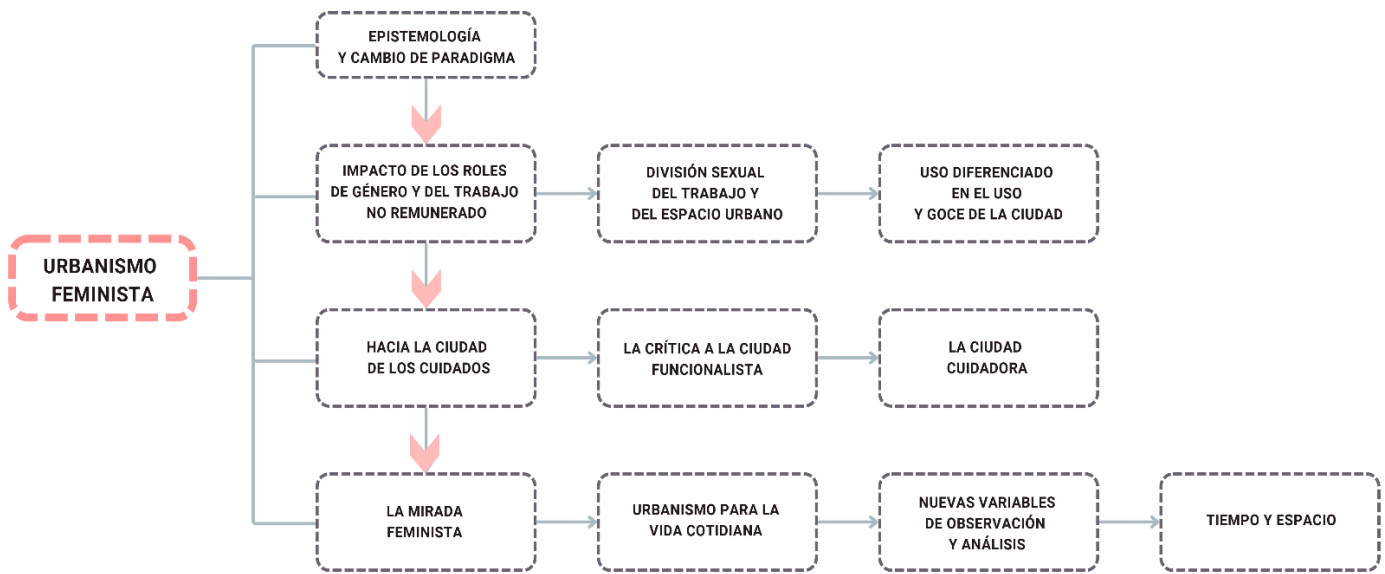 URBANISMO
FEMINISTA
EPISTEMOLOGÍA
Y CAMBIO DE PARADIGMA
IMPACTO DE LOS ROLES
DE GÉNERO Y DEL TRABAJO
NO REMUNERADO
DIVISIÓN SEXUAL
DEL TRABAJO Y
DEL ESPACIO URBANO
USO DIFERENCIADO
EN EL USO
Y GOCE DE LA CIUDAD
HACIA LA CIUDAD
DE LOS CUIDADOS
LA CRÍTICA A LA CIUDAD
FUNCIONALISTA
LA CIUDAD
CUIDADORA
LA MIRADA
FEMINISTA
URBANISMO PARA LA
VIDA COTIDIANA
NUEVAS VARIABLES
DE OBSERVACIÓN
Y ANÁLISIS
TIEMPO Y ESPACIO